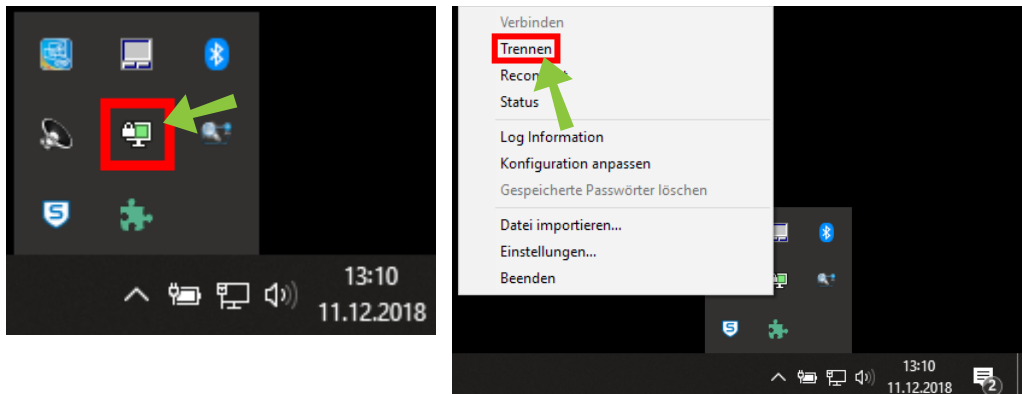 13:10
11.12.2018
Verbinden
Trennen
Status
Log Information
Konfiguration anpassen
Gespeicherte Passwörter löschen
Datei importieren...
Einstellungen...
Beenden
S
S
13:10
11.12.2018
2